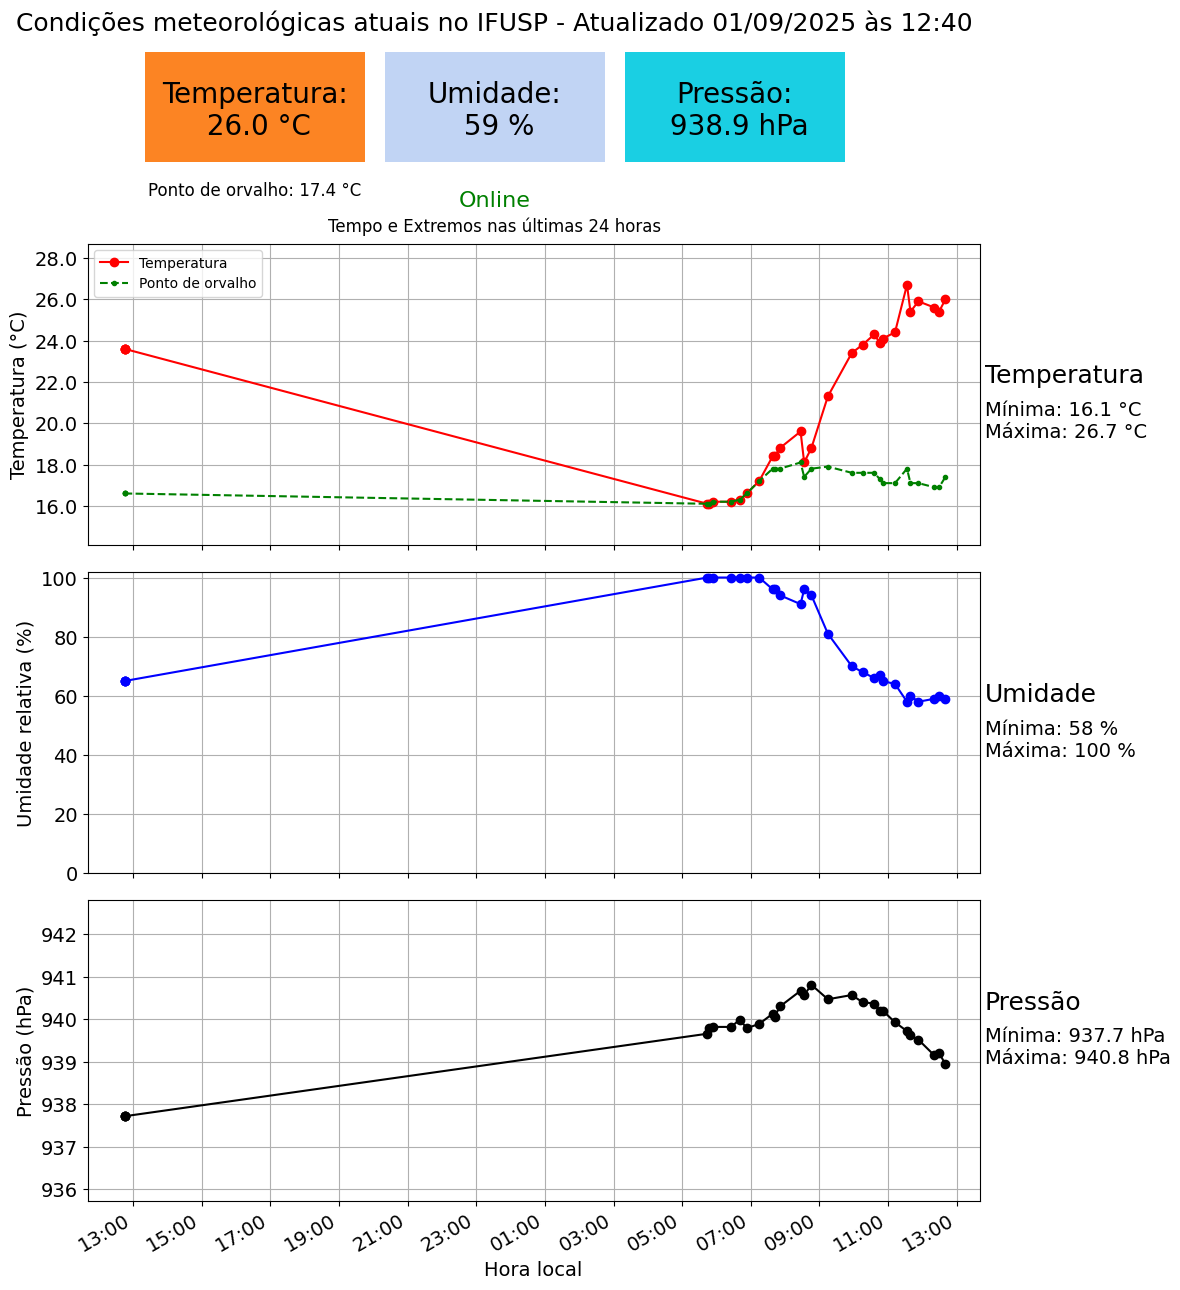 Condições meteorológicas atuais no IFUSP - Atualizado 01/09/2025 às 12:40
Temperatura:
26.0 °C
Umidade:
59 %
Pressão:
938.9 hPa
Ponto de orvalho: 17.4 °C
Online
Tempo e Extremos nas últimas 24 horas
Temperatura
Ponto de orvalho
Temperatura (°C)
28.0
26.0
24.0
22.0
20.0
18.0
16.0
Temperatura
Mínima: 16.1 °C
Máxima: 26.7 °C
Umidade relativa (%)
100
80
60
40
20
0
Umidade
Mínima: 58 %
Máxima: 100 %
Pressão (hPa)
942
941
940
939
938
937
936
Pressão
Mínima: 937.7 hPa
Máxima: 940.8 hPa
13:00 15:00 17:00 19:00 21:00 23:00 01:00 03:00 05:00 07:00 09:00 11:00 13:00
Hora local